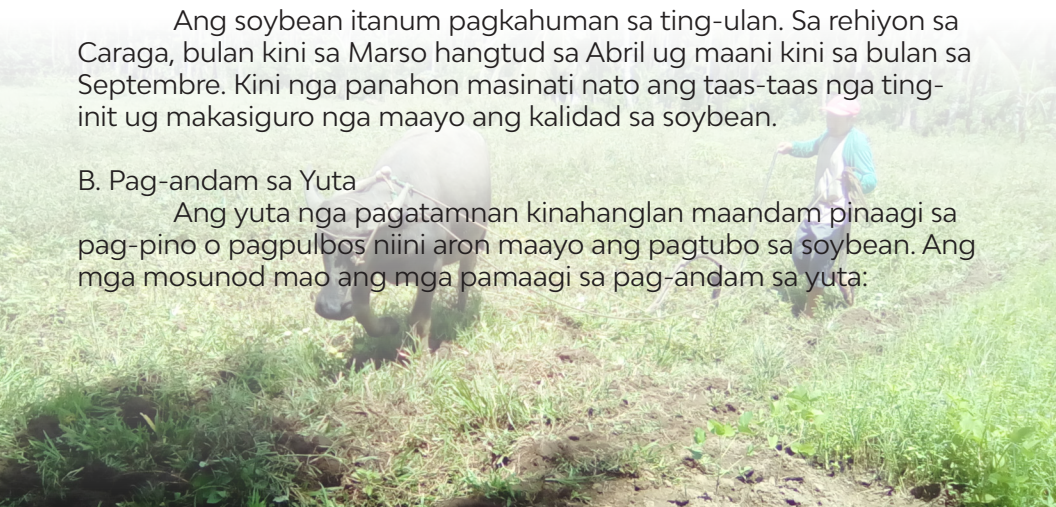 Ang soybean itanum pagkahuman sa ting-ulan. Sa rehiyon sa
Caraga, bulan kini sa Marso hangtud sa Abril ug maani kini sa bulan sa
Septembre. Kini nga panahon masinati nato ang taas-taas nga ting-
init ug makasiguro nga maayo ang kalidad sa soybean.
B. Pag-andam sa Yuta
Ang yuta nga pagatamnan kinahanglan maandam pinaagi sa
pag-pino o pagpulbos niini aron maayo ang pagtubo sa soybean. Ang
mga mosunod mao ang mga pamaagi sa pag-andam sa yuta: